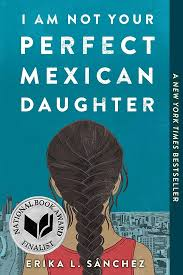 I AM NOT YOUR
PERFECT
MEXICAN
DAUGHTER
A NEW YORK TIMES BESTSELLER
NATIONAL BOOK AWARD
FINALIST
ERIKA L. SÁNCHEZ